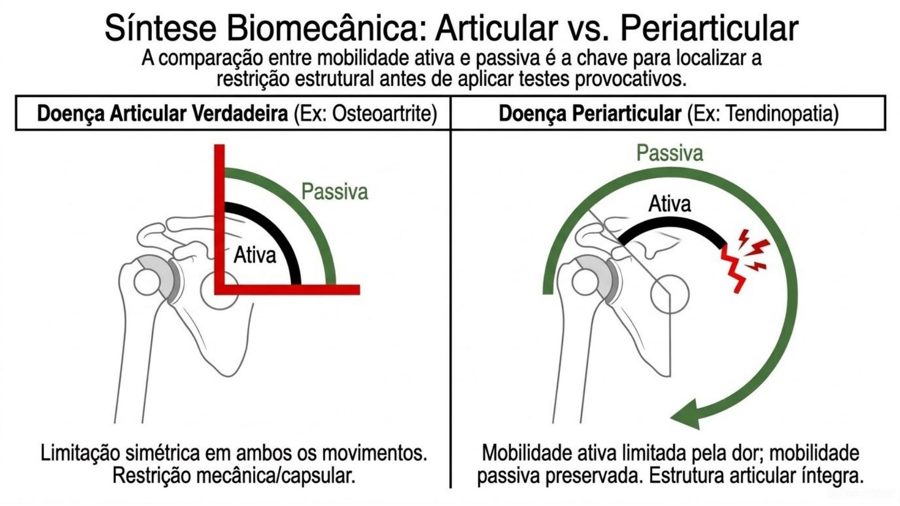 Síntese Biomecânica: Articular vs. Periarticular
A comparação entre mobilidade ativa e passiva é a chave para localizar a
restrição estrutural antes de aplicar testes provocativos.
Doença Articular Verdadeira (Ex: Osteoartrite)
Passiva
Ativa
Limitação simétrica em ambos os movimentos.
Restrição mecânica/capsular.
Doença Periarticular (Ex: Tendinopatia)
Passiva
Ativa
Mobilidade ativa limitada pela dor; mobilidade
passiva preservada. Estrutura articular íntegra.